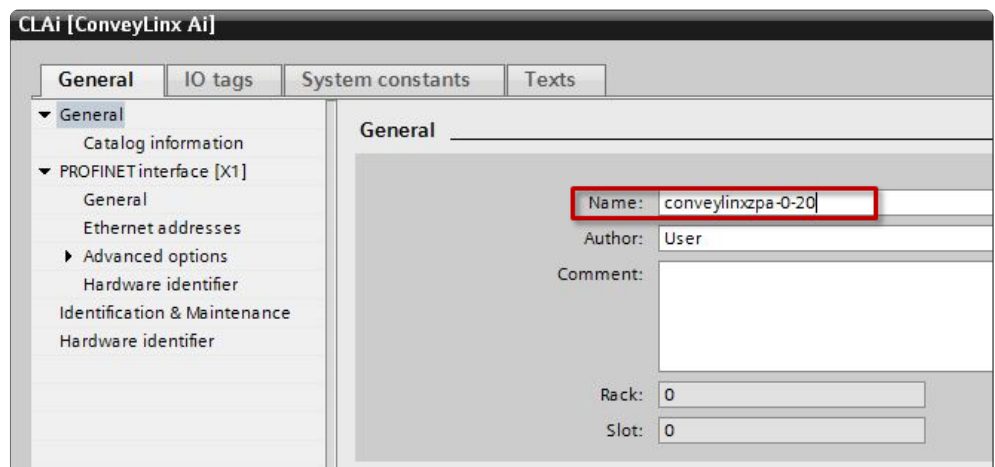 CLAi [ConveyLinx Ai]
General IO tags System constants Texts
General
Catalog information
PROFINET interface [X1]
General
Ethernet addresses
Advanced options
Hardware identifier
Identification & Maintenance
Hardware identifier
General
Name: conveylinxzpa-0-20
Author: User
Comment:
Rack: 0
Slot: 0